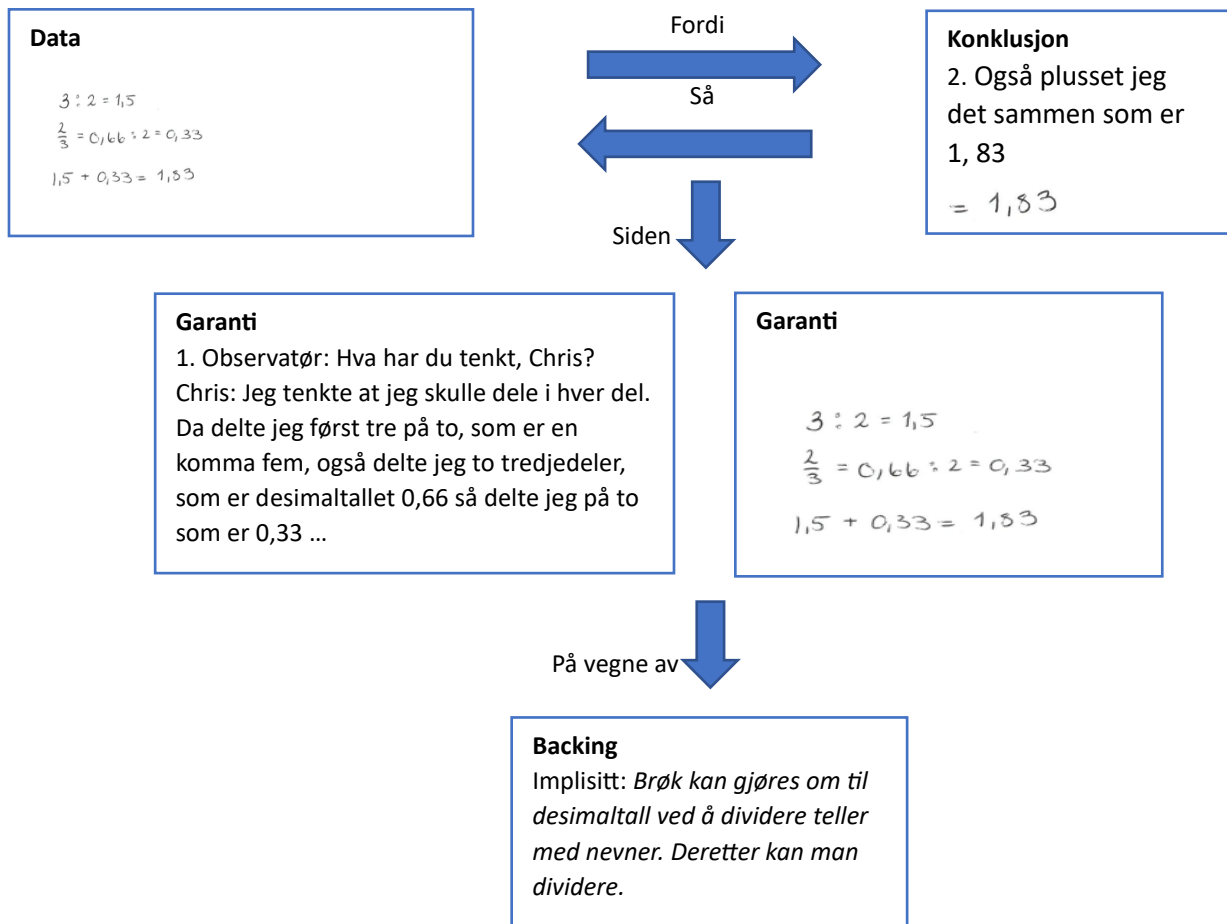 Data
3 : 2 = 1,5
2/3 = 0,66 : 2 = 0,33
1,5 + 0,33 = 1,83
Fordi
Så
Konklusjon
2. Også plusset jeg
det sammen som er
1, 83
= 1,83
Siden
Garanti
1. Observatør: Hva har du tenkt, Chris?
Chris: Jeg tenkte at jeg skulle dele i hver del.
Da delte jeg først tre på to, som er en
komma fem, også delte jeg to tredjedeler,
som er desimaltallet 0,66 så delte jeg på to
som er 0,33 ...
Garanti
3 : 2 = 1,5
2/3 = 0,66 : 2 = 0,33
1,5 + 0,33 = 1,83
På vegne av
Backing
Implisitt: Brøk kan gjøres om til
desimaltall ved å dividere teller
med nevner. Deretter kan man
dividere.